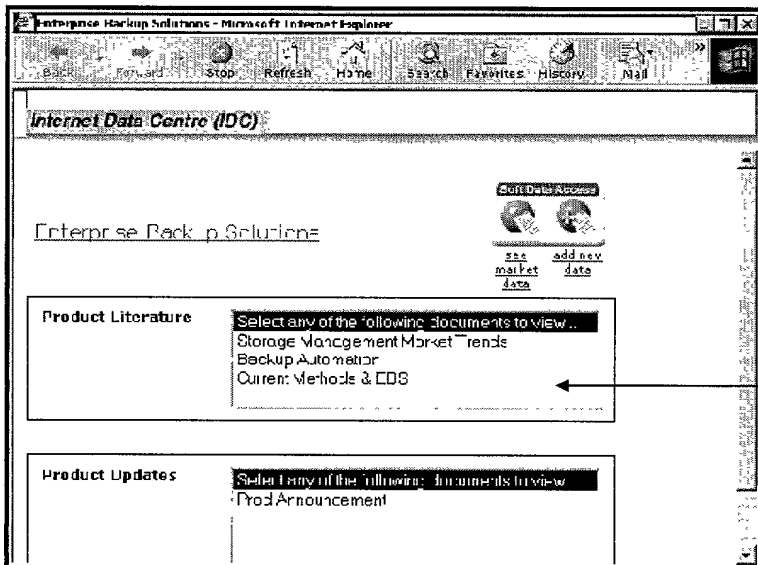 Enterprise Backup Solutions - Microsoft Internet Explorer
Back Forward Stop Refresh Home Search Favorites History Mail »
Internet Data Centre (IDC)
Data Access
Enterprise Backup Solutions
see market data
add new data
Product Literature
Select any of the following documents to view...
Storage Management Market Trends
Backup Automation
Current Methods & EDS
Product Updates
Select any of the following documents to view
Prod Announcement